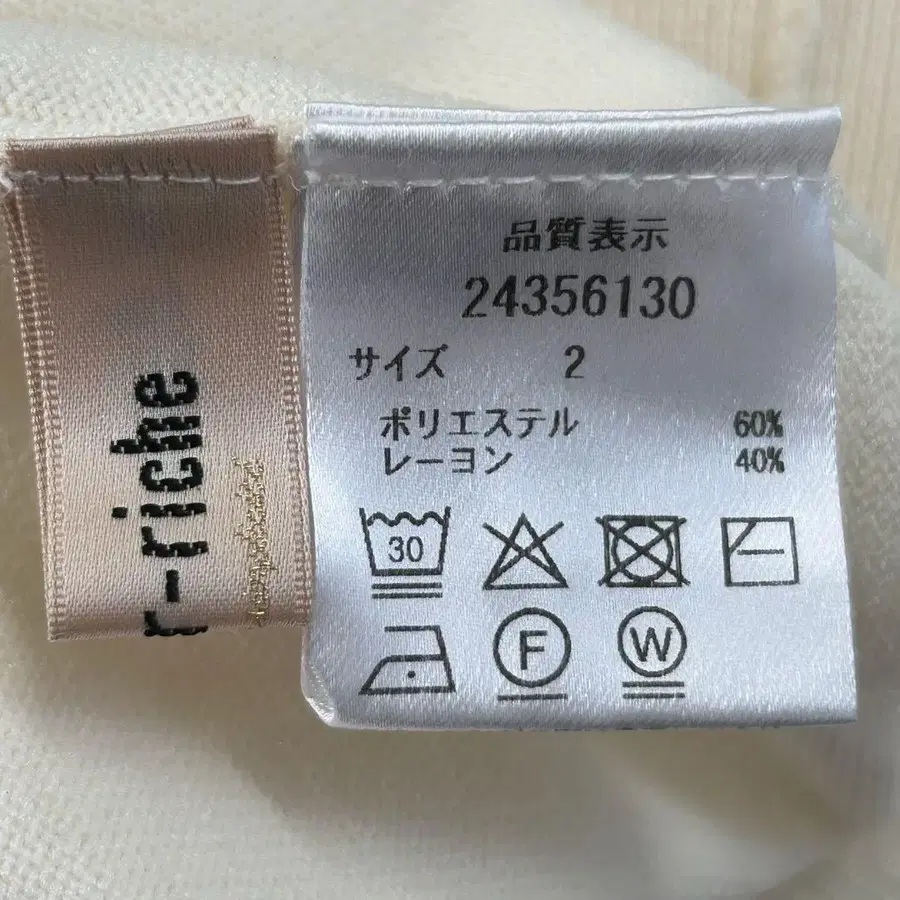 r-riche
品質表示
24356130
サイズ 2
ポリエステル 60%
レーヨン 40%
30
F
W